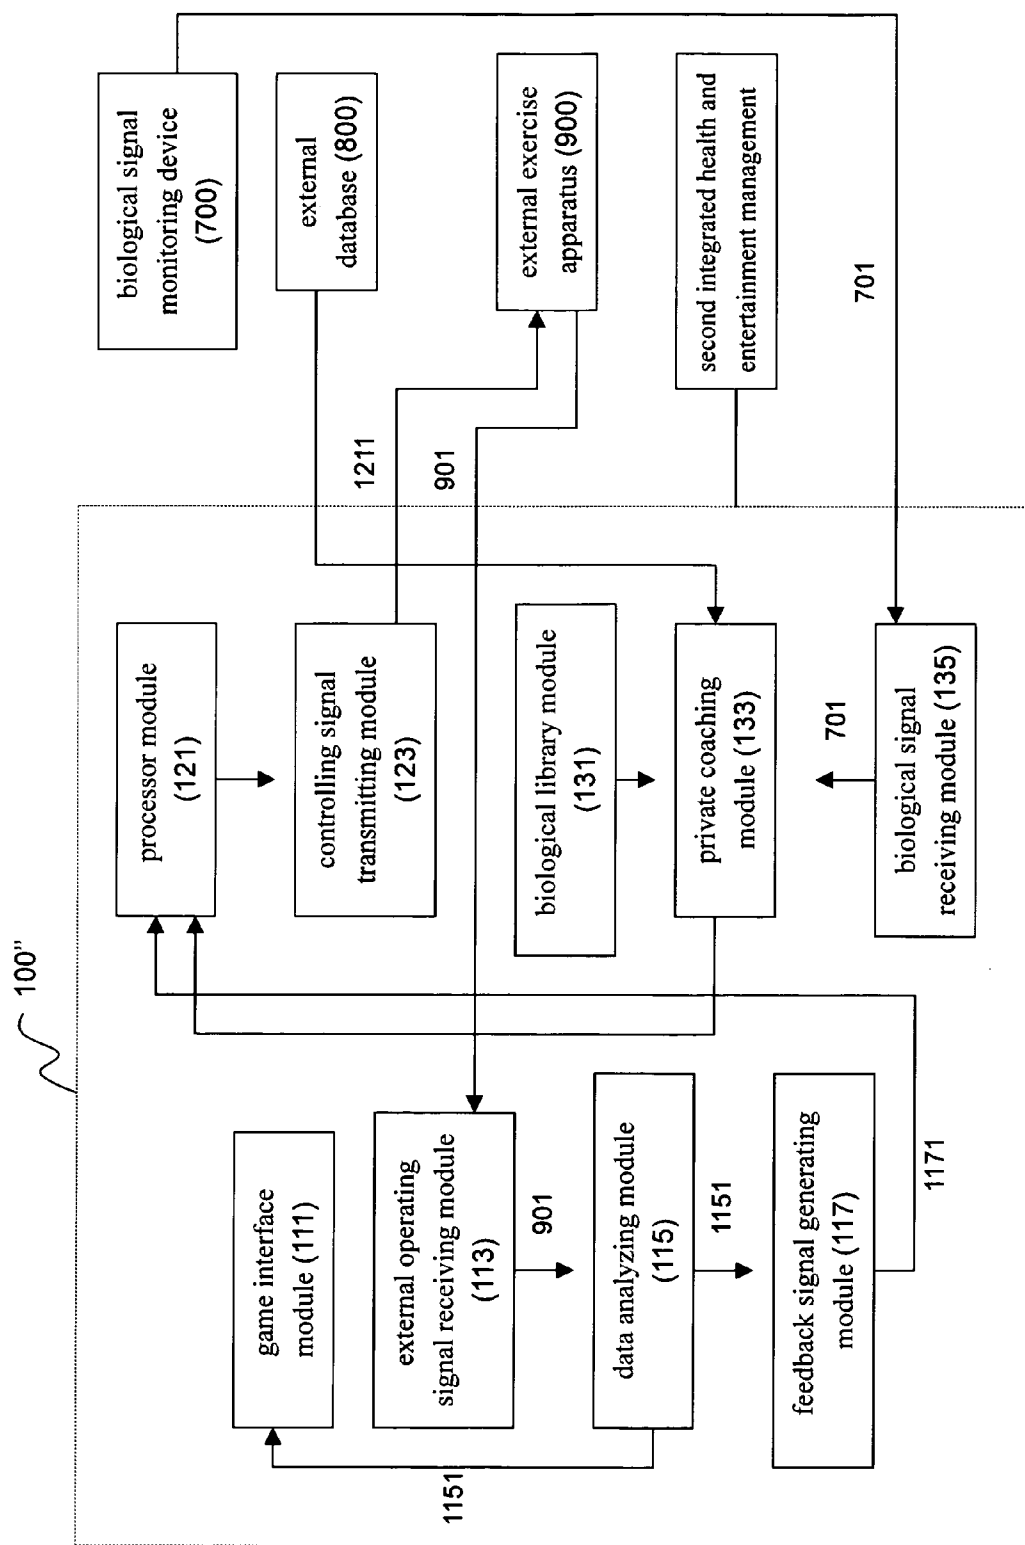 100”
game interface
module (111)
external operating
signal receiving module
(113)
901
data analyzing module
(115)
1151
1151
feedback signal generating
module (117)
1171
processor module
(121)
controlling signal
transmitting module
(123)
biological library module
(131)
private coaching
module (133)
701
biological signal
receiving module (135)
1211
901
biological signal
monitoring device
(700)
external
database (800)
external exercise
apparatus (900)
second integrated health and
entertainment management
701